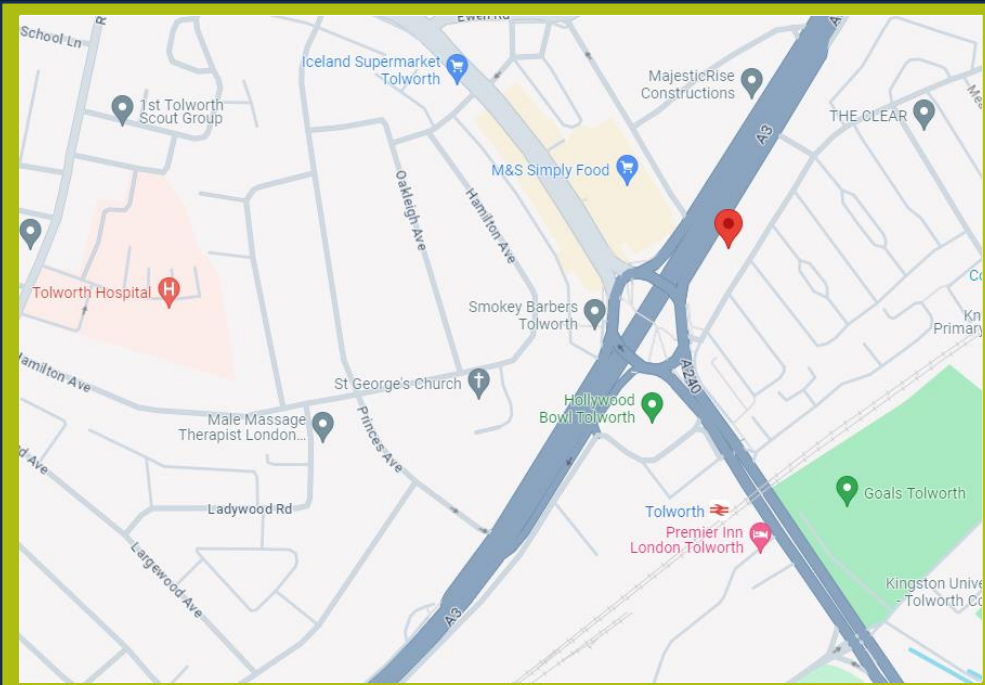 Ewell Rd
School Ln
Iceland Supermarket
Tolworth
MajesticRise
Constructions
1st Tolworth
Scout Group
THE CLEAR
A3
M&S Simply Food
Oakleigh Ave
Hamilton Ave
Tolworth Hospital
H
Smokey Barbers
Tolworth
Primary
Hamilton Ave
St George's Church
A240
Hollywood
Bowl Tolworth
Male Massage
Therapist London...
Princes Ave
Goals Tolworth
Ladywood Rd
Tolworth
Premier Inn
London Tolworth
Largewood Ave
Kingston Unive
- Tolworth Co
A3